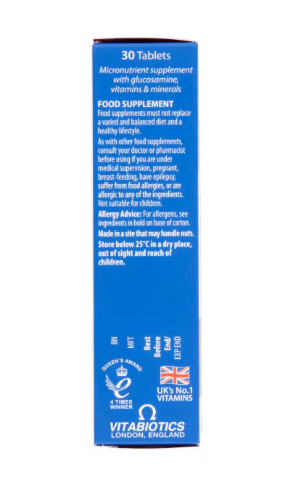 30 Tablets
Micronutrient supplement
with glucosamine,
vitamins & minerals
FOOD SUPPLEMENT
Food supplements must not replace
a varied and balanced diet and a
healthy lifestyle.
As with other food supplements,
consult your doctor or pharmacist
before using if you are under
medical supervision, pregnant,
breast-feeding, have epilepsy,
suffer from food allergies, or are
allergic to any of the ingredients.
Not suitable for children.
Allergy Advice: For allergens, see
ingredients in bold on base of carton.
Made in a site that may handle nuts.
Store below 25°C in a dry place,
out of sight and reach of
children.
BN
MFT
Best
Before
End/
EXP END
QUEEN'S AWARD
4 TIMES
WINNER
UK's No.1
VITAMINS
VITABIOTICS
LONDON, ENGLAND